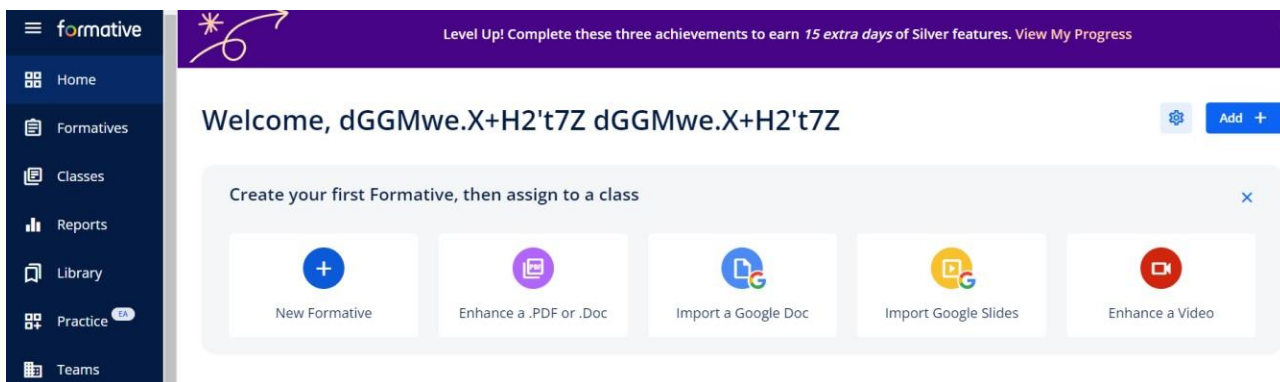 formative
Home
Formatives
Classes
Reports
Library
Practice EA
Teams
Level Up! Complete these three achievements to earn 15 extra days of Silver features. View My Progress
Welcome, dGGMwe.X+H2't7Z dGGMwe.X+H2't7Z
Add +
Create your first Formative, then assign to a class
New Formative
PDF
Enhance a .PDF or .Doc
Import a Google Doc
Import Google Slides
Enhance a Video